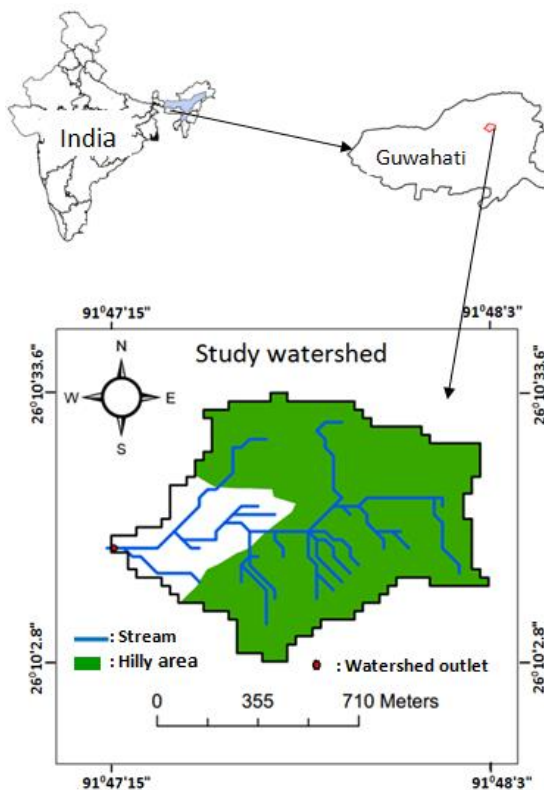 India
Guwahati
91⁰47'15"
91⁰48'3"
Study watershed
N
W
E
S
26⁰10'33.6"
26⁰10'33.6"
: Stream
: Hilly area
: Watershed outlet
26⁰10'2.8"
26⁰10'2.8"
0 355 710 Meters
91⁰47'15"
91⁰48'3"